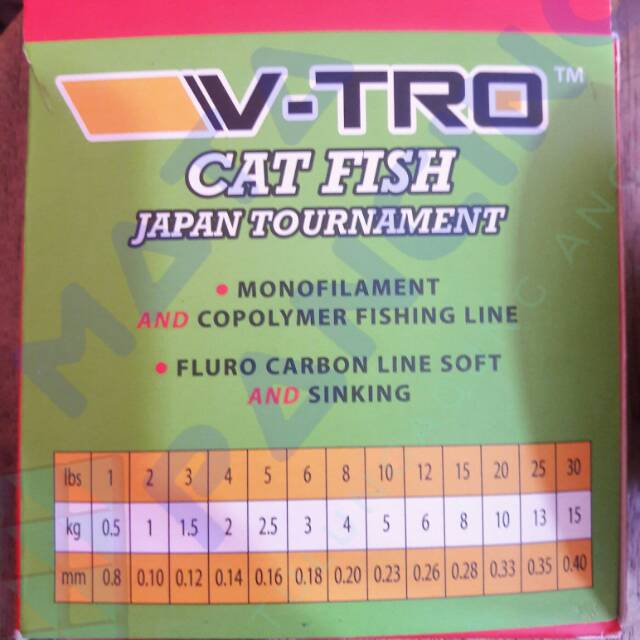 V-TRO™
CAT FISH
JAPAN TOURNAMENT
• MONOFILAMENT
AND COPOLYMER FISHING LINE
• FLURO CARBON LINE SOFT
AND SINKING
lbs 1 2 3 4 5 6 8 10 12 15 20 25 30
kg 0.5 1 1.5 2 2.5 3 4 5 6 8 10 13 15
mm 0.8 0.10 0.12 0.14 0.16 0.18 0.20 0.23 0.26 0.28 0.33 0.35 0.40
MATA